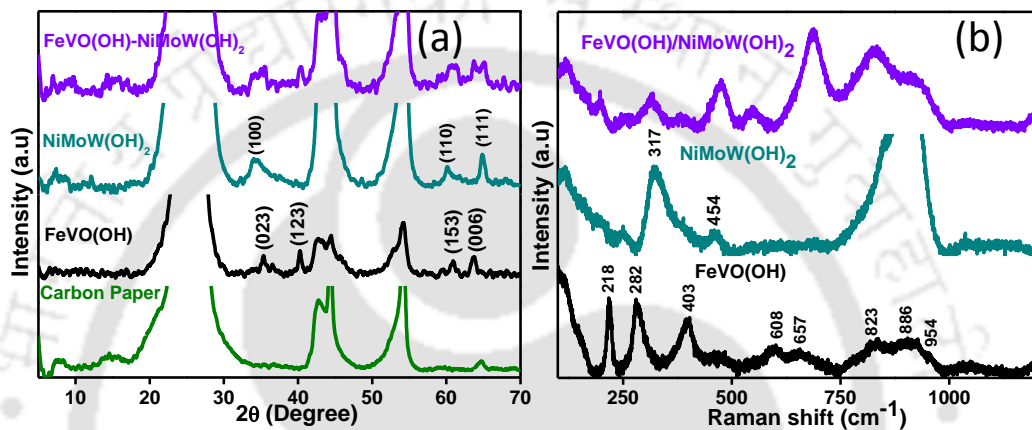 (a)
FeVO(OH)-NiMoW(OH)2
NiMoW(OH)2
(100)
(110)
(111)
FeVO(OH)
(023)
(123)
(153)
(006)
Carbon Paper
Intensity (a.u)
10 20 30 40 50 60 70
2θ (Degree)
(b)
FeVO(OH)/NiMoW(OH)2
NiMoW(OH)2
317
454
FeVO(OH)
218
282
403
608
657
823
886
954
Intensity (a.u)
250 500 750 1000
Raman shift (cm-1)